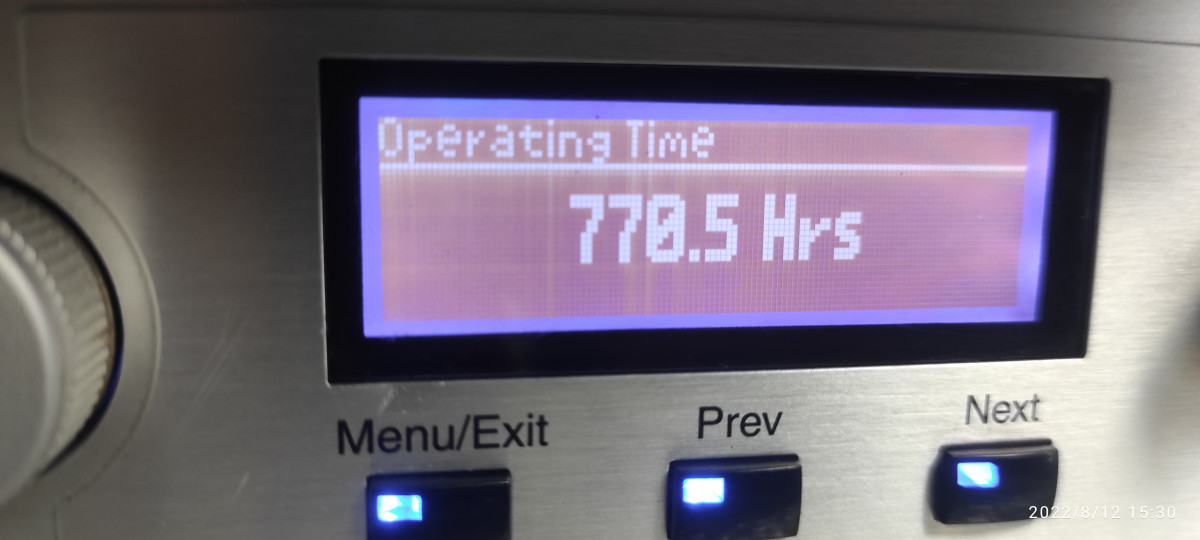 Operating Time
770.5 Hrs
Menu/Exit
Prev
Next
2022/8/12 15:30